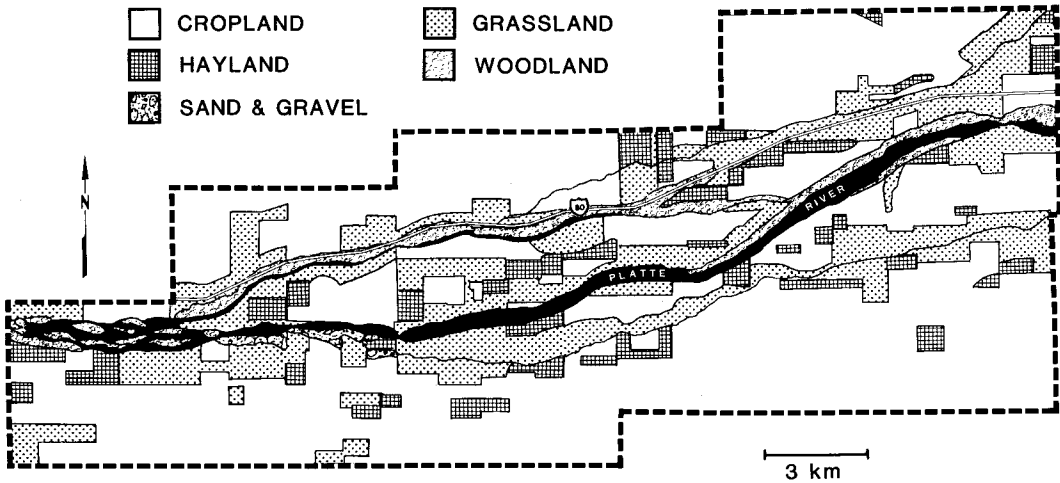 CROPLAND
GRASSLAND
HAYLAND
WOODLAND
SAND & GRAVEL
N
80
RIVER
PLATTE
3 km